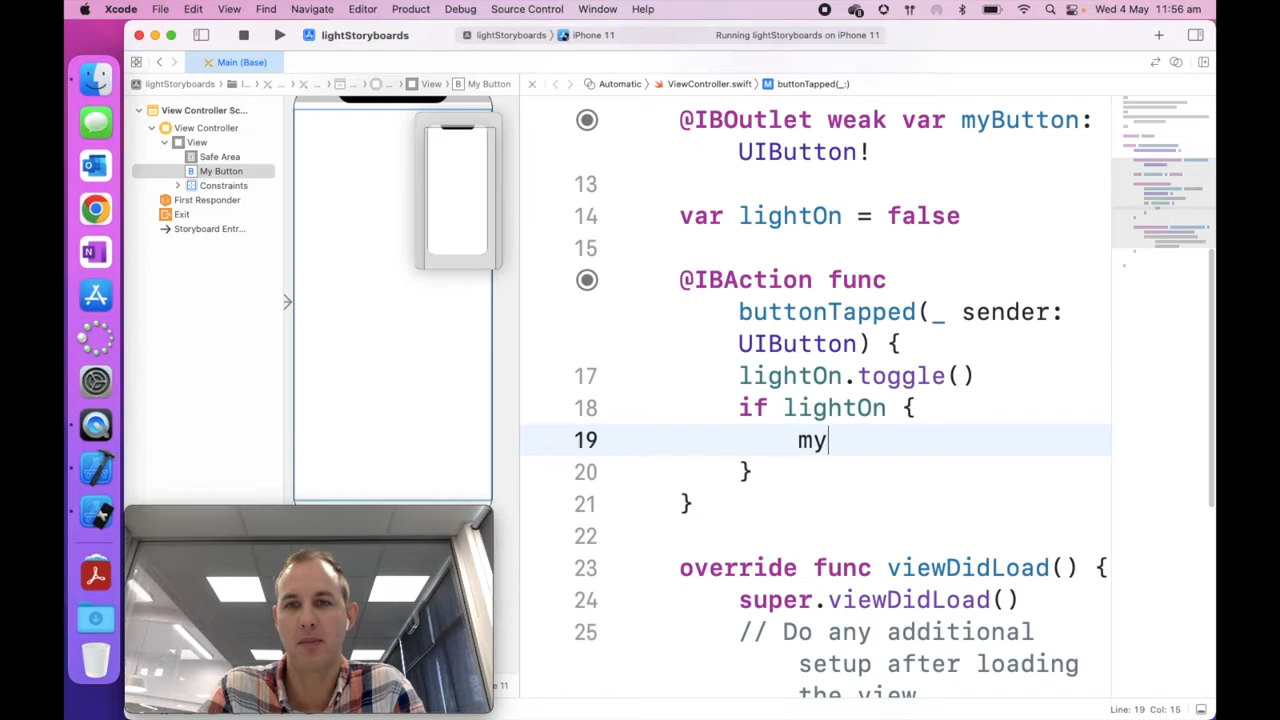 Xcode File Edit View Find Navigate Editor Product Debug Source Control Window Help Wed 4 May 11:56 am
lightStoryboards lightStoryboards iPhone 11 Running lightStoryboards on iPhone 11
Main (Base)
lightStoryboards View B My Button Automatic ViewController.swift M buttonTapped(_:)
View Controller Sc...
View Controller
View
Safe Area
B My Button
Constraints
First Responder
Exit
Storyboard Entr...
@IBOutlet weak var myButton:
UIButton!
13
14 var lightOn = false
15
@IBAction func
buttonTapped(_ sender:
UIButton) {
17 lightOn.toggle()
18 if lightOn {
19 my
20 }
21 }
22
23 override func viewDidLoad() {
24 super.viewDidLoad()
25 // Do any additional
setup after loading
the view
11
Line: 19 Col: 15